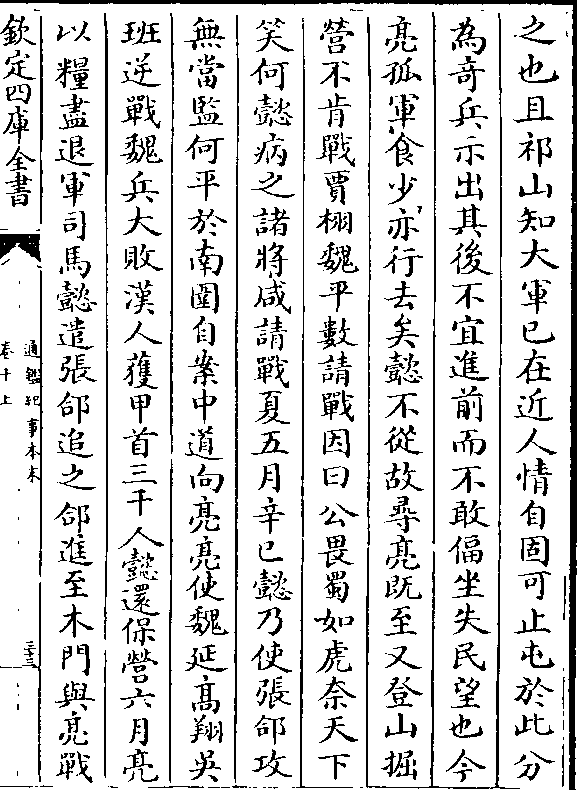 之也且祁山知大軍已在近人情自固可止屯於此分
為竒兵示出其後不宜進前而不敢偪坐失民望也今
亮孤軍食少亦行去矣懿不從故尋亮既至又登山掘
營不肯戰賈栩魏平數請戰因曰公畏蜀如虎奈天下
笑何懿病之諸將咸請戰夏五月辛巳懿乃使張郃攻
無當監何平於南圍自案中道向亮亮使魏延髙翔吳
班逆戰魏兵大敗漢人獲甲首三千人懿還保營六月亮
以糧盡退軍司馬懿遣張郃追之郃進至木門與亮戰
欽定四庫全書
通鑑紀事本末
卷十上
二十三